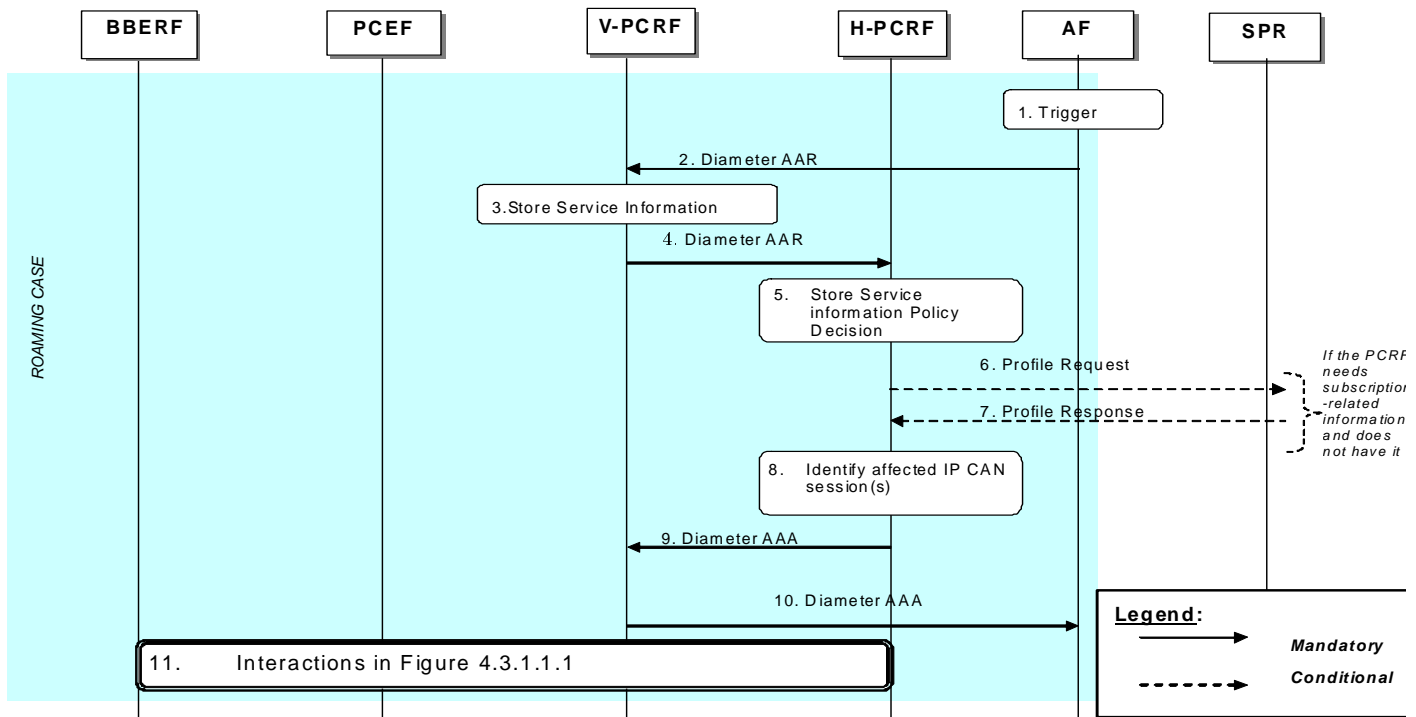 BBERF
PCEF
V-PCRF
H-PCRF
AF
SPR
1. Trigger
2. Diameter AAR
3.Store Service Information
4. Diameter AAR
ROAMING CASE
5. Store Service
information Policy
Decision
6. Profile Request
7. Profile Response
If the PCRF
needs
subscription
-related
information
and does
not have it
8. Identify affected IP CAN
session(s)
9. Diameter AAA
10. Diameter AAA
11. Interactions in Figure 4.3.1.1.1
Legend:
Mandatory
Conditional